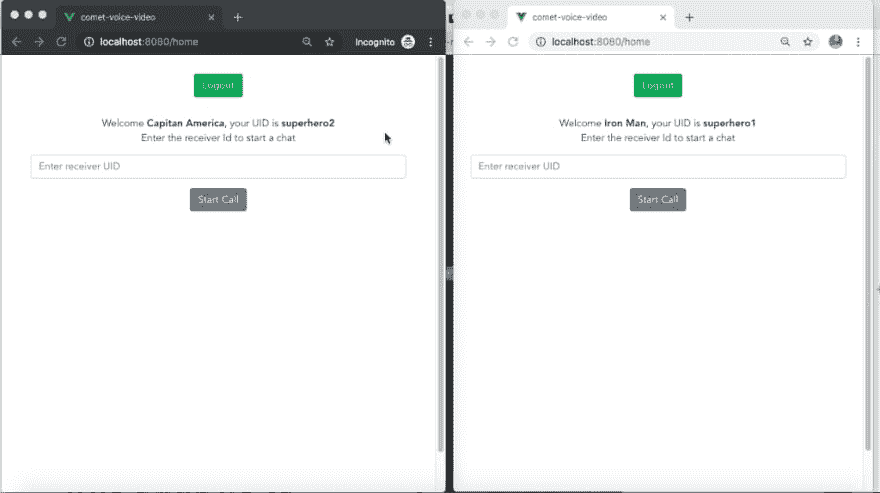 comet-voice-video
localhost:8080/home
Incognito
Logout
Welcome Capitan America, your UID is superhero2
Enter the receiver Id to start a chat
Enter receiver UID
Start Call
comet-voice-video
localhost:8080/home
Logout
Welcome Iron Man, your UID is superhero1
Enter the receiver Id to start a chat
Enter receiver UID
Start Call